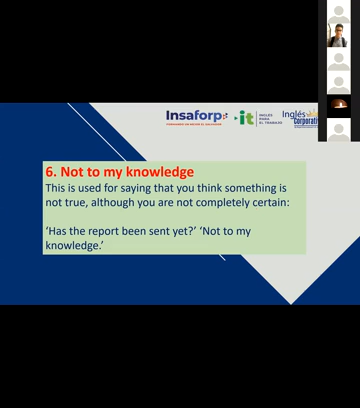 Insaforp
it
INGLÉS
PARA
EL TRABAJO
Inglés
Corporativo
6. Not to my knowledge
This is used for saying that you think something is
not true, although you are not completely certain:
‘Has the report been sent yet?’ ‘Not to my
knowledge.’